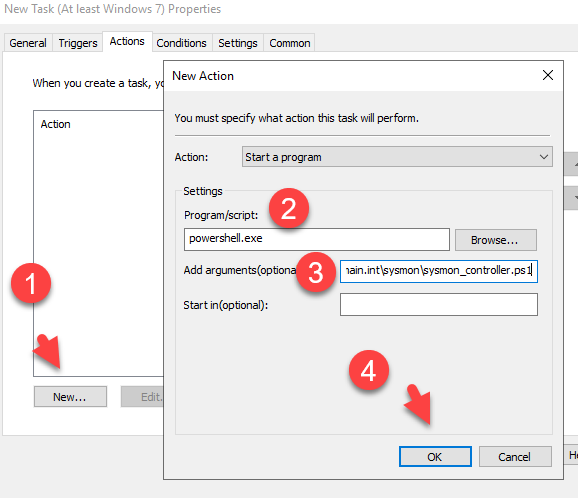 New Task (At least Windows 7) Properties
General Triggers Actions Conditions Settings Common
When you create a task, yo
Action
New... Edit.
New Action
You must specify what action this task will perform.
Action: Start a program
Settings
Program/script: 2
powershell.exe Browse...
Add arguments(optiona 3 main.int\sysmon\sysmon_controller.ps1
Start in(optional):
1
4
OK Cancel